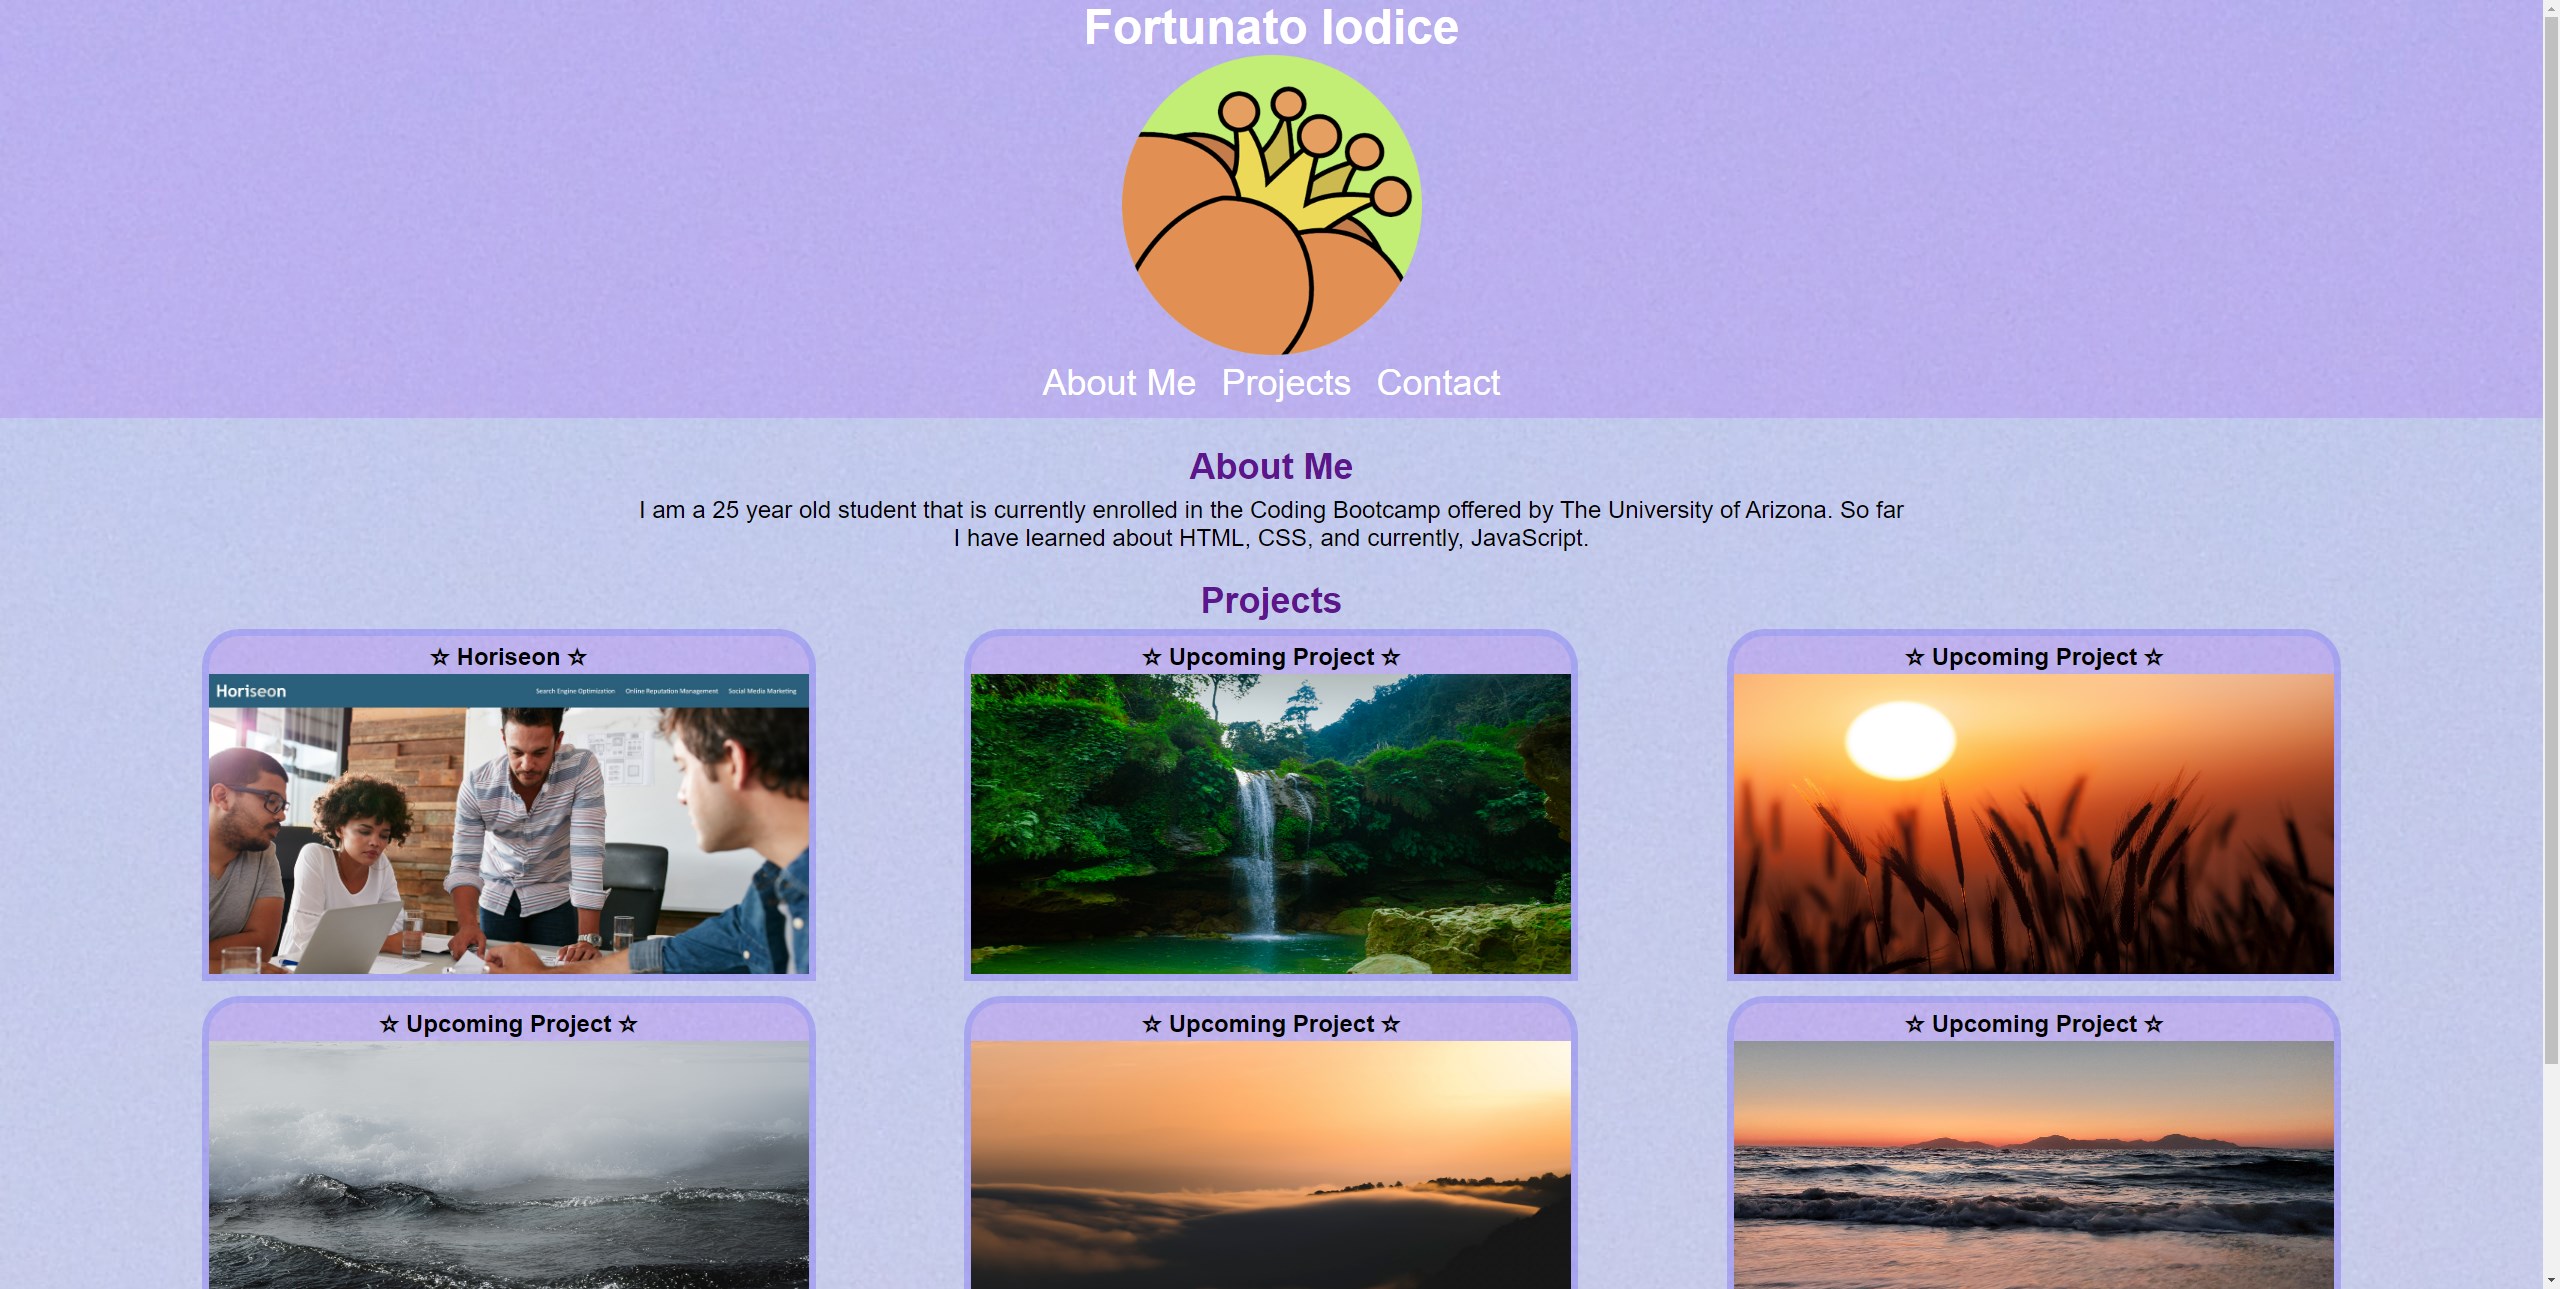 Fortunato Iodice
About Me Projects Contact
About Me
I am a 25 year old student that is currently enrolled in the Coding Bootcamp offered by The University of Arizona. So far
I have learned about HTML, CSS, and currently, JavaScript.
Projects
☆ Horiseon ☆
Horiseon
Search Engine Optimization Online Reputation Management Social Media Marketing
☆ Upcoming Project ☆
☆ Upcoming Project ☆
☆ Upcoming Project ☆
☆ Upcoming Project ☆
☆ Upcoming Project ☆